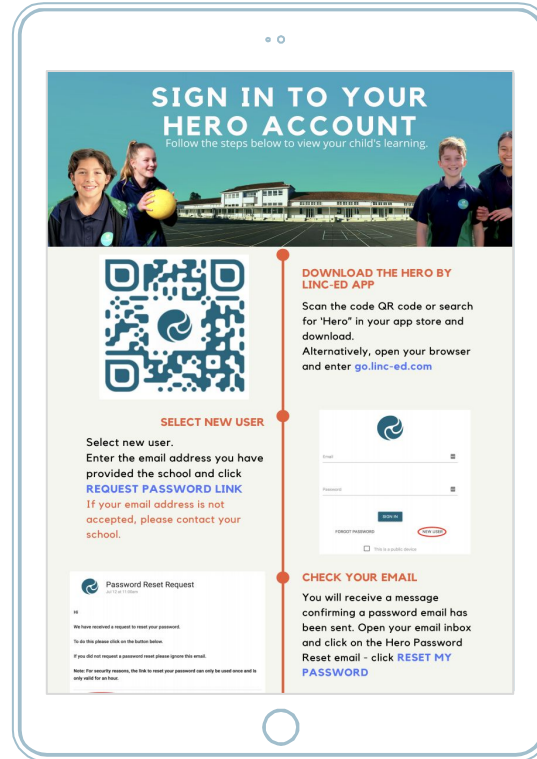 SIGN IN TO YOUR
HERO ACCOUNT
Follow the steps below to view your child's learning.
DOWNLOAD THE HERO BY
LINC-ED APP
Scan the code QR code or search
for 'Hero" in your app store and
download.
Alternatively, open your browser
and enter go.linc-ed.com
SELECT NEW USER
Select new user.
Enter the email address you have
provided the school and click
REQUEST PASSWORD LINK
If your email address is not
accepted, please contact your
school.
Email
Password
SIGN IN
FORGOT PASSWORD
NEW USER
This is a public device
Password Reset Request
Jul 12 at 11:05am
Hi
We have received a request to reset your password.
To do this please click on the button below.
If you did not request a password reset please ignore this email.
Note: For security reasons, the link to reset your password can only be used once and is
only valid for an hour.
CHECK YOUR EMAIL
You will receive a message
confirming a password email has
been sent. Open your email inbox
and click on the Hero Password
Reset email - click RESET MY
PASSWORD